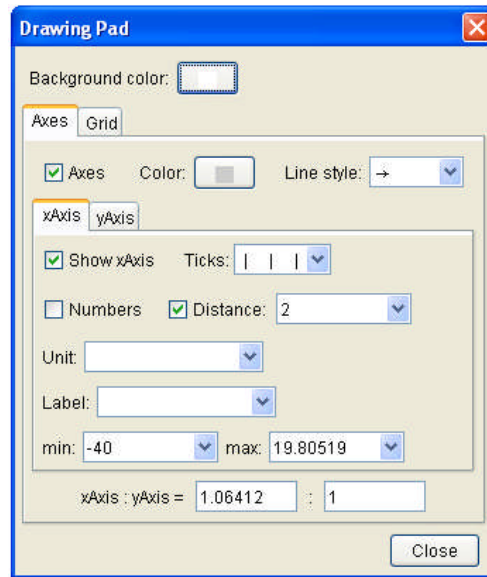 Drawing Pad
Background color:
Axes Grid
Axes Color: Line style: →
xAxis yAxis
Show xAxis Ticks: | | |
Numbers Distance: 2
Unit:
Label:
min: -40 max: 19.80519
xAxis : yAxis = 1.06412 : 1
Close